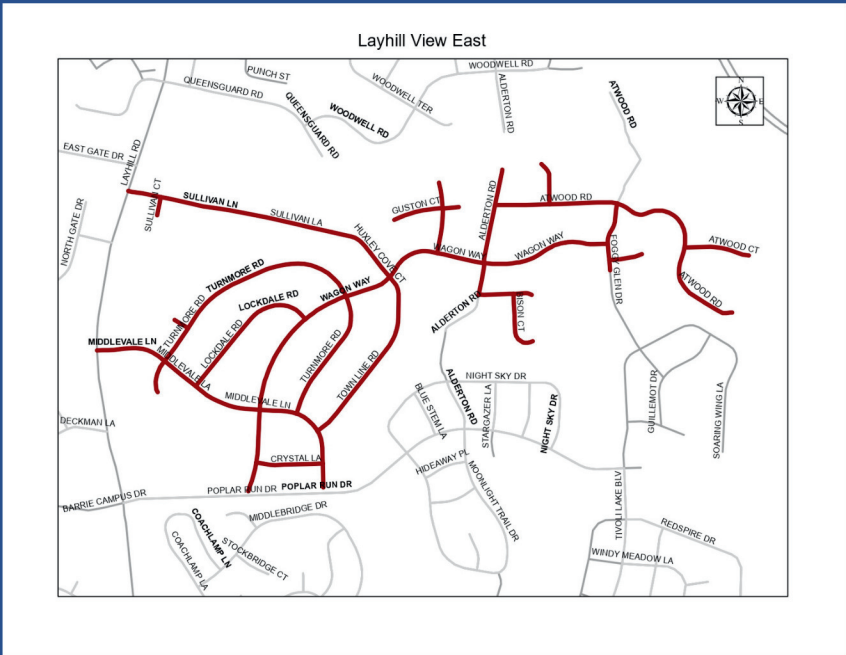 Layhill View East
WOODWELL RD
PUNCH ST
QUEENSGUARD RD
WOODWELL TER
ALDERTON RD
ATWOOD RD
N
W
E
S
QUEENSGUARD RD
WOODWELL RD
EAST GATE DR
LAYHILL RD
SULLIVAN CT
SULLIVAN LN
SULLIVAN LA
GUSTON CT
ALDERTON RD
ATWOOD RD
NORTH GATE DR
HUXLEY COVE CT
WAGON WAY
WAGON WAY
FOGGY GLEN DR
ATWOOD CT
TURNMORE RD
ATWOOD RD
LOCKDALE RD
WAGON WAY
TURNMORE RD
LOCKDALE RD
ALDERTON RD
BISON CT
MIDDLEVALE LN
MIDDLEVALE LA
TURNMORE RD
TOWN LINE RD
MIDDLEVALE LN
NIGHT SKY DR
ALDERTON RD
BLUE STEM LA
STARGAZER LA
NIGHT SKY DR
GUILLEMOT DR
SOARING WING LA
DECKMAN LA
CRYSTAL LA
HIDEAWAY PL
POPLAR RUN DR
POPLAR RUN DR
BARRIE CAMPUS DR
MOONLIGHT TRAIL DR
TIVOLI LAKE BLV
MIDDLEBRIDGE DR
COACHLAMP LN
COACHLAMP LA
STOCKBRIDGE CT
REDSPIRE DR
WINDY MEADOW LA